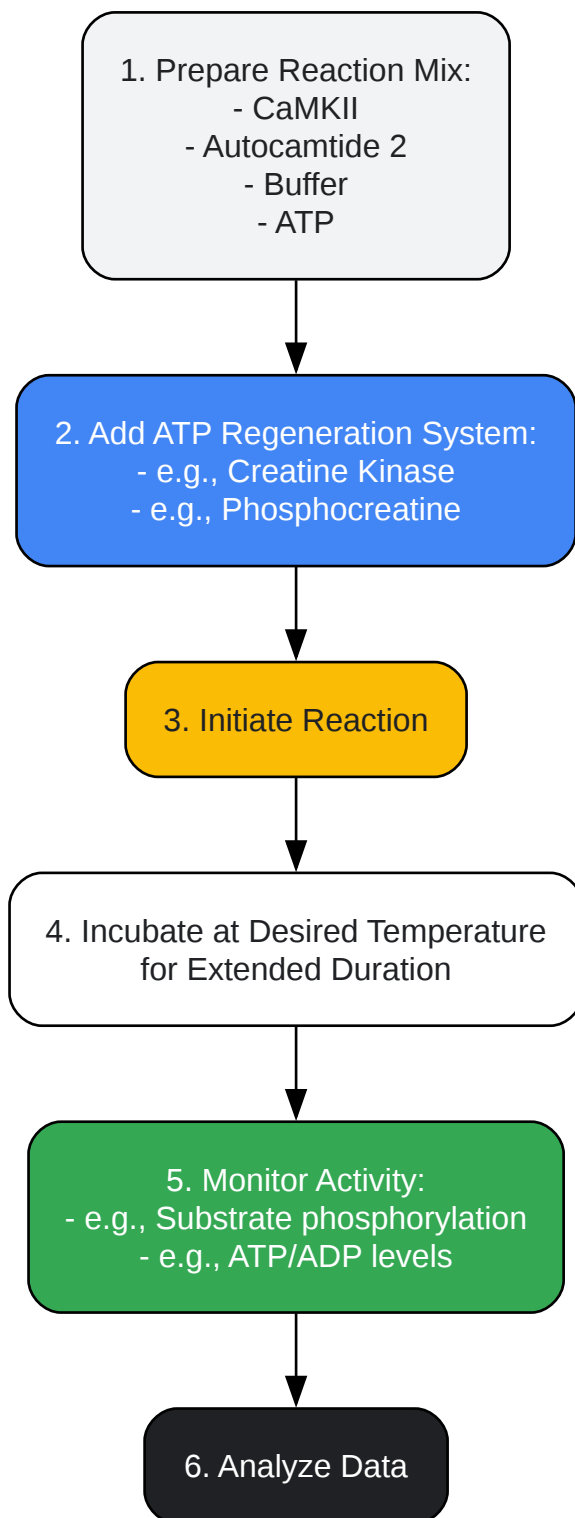 1. Prepare Reaction Mix:
- CaMKII
- Autocamtide 2
- Buffer
- ATP
2. Add ATP Regeneration System:
- e.g., Creatine Kinase
- e.g., Phosphocreatine
3. Initiate Reaction
4. Incubate at Desired Temperature
for Extended Duration
5. Monitor Activity:
- e.g., Substrate phosphorylation
- e.g., ATP/ADP levels
6. Analyze Data